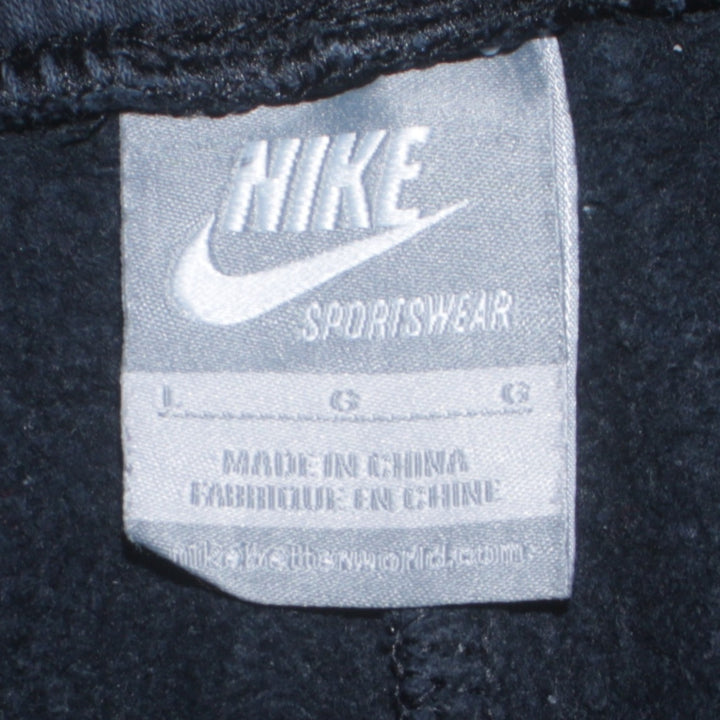 NIKE
SPORTSWEAR
L G G
MADE IN CHINA
FABRIQUE EN CHINE
nikebetterworld.com